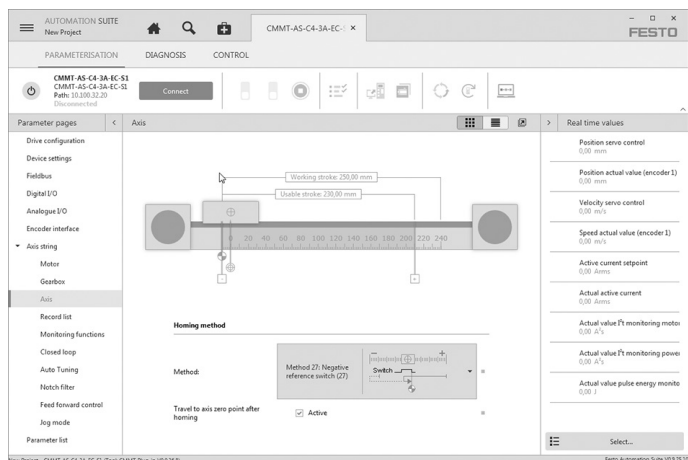 AUTOMATION SUITE
New Project
CMMT-AS-C4-3A-EC-S
FESTO
PARAMETERISATION
DIAGNOSIS
CONTROL
CMMT-AS-C4-3A-EC-S1
CMMT-AS-C4-3A-EC-S1
Path: 10.100.32.20
Disconnected
Connect
Parameter pages
Axis
Real time values
Drive configuration
Device settings
Fieldbus
Digital I/O
Analogue I/O
Encoder interface
Axis string
Motor
Gearbox
Axis
Record list
Monitoring functions
Closed loop
Auto Tuning
Notch filter
Feed forward control
Jog mode
Parameter list
Working stroke: 250,00 mm
Usable stroke: 230,00 mm
0 20 40 60 80 100 120 140 160 180 200 220 240
Homing method
Method:
Method 27: Negative
reference switch (27)
Switch
Travel to axis zero point after
homing
Active
Position servo control
0,00 mm
Position actual value (encoder 1)
0,00 mm
Velocity servo control
0,00 m/s
Speed actual value (encoder 1)
0,00 m/s
Active current setpoint
0,00 Arms
Actual active current
0,00 Arms
Actual value I²t monitoring motor
0,00 A²s
Actual value I²t monitoring power
0,00 A²s
Actual value pulse energy monito
0,00 J
Select...